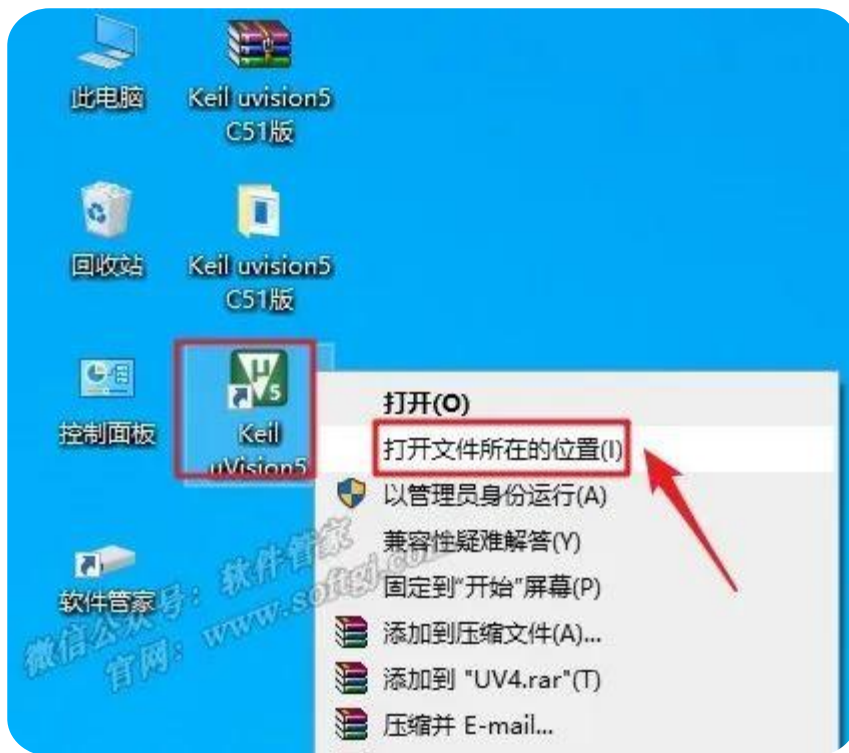 此电脑
Keil uvision5
C51版
回收站
Keil uvision5
C51版
控制面板
Keil
uVision5
软件管家
打开(O)
打开文件所在的位置(I)
以管理员身份运行(A)
兼容性疑难解答(Y)
固定到"开始"屏幕(P)
添加到压缩文件(A)...
添加到 "UV4.rar"(T)
压缩并 E-mail...
微信公众号：软件管家
官网：www.softgj.com